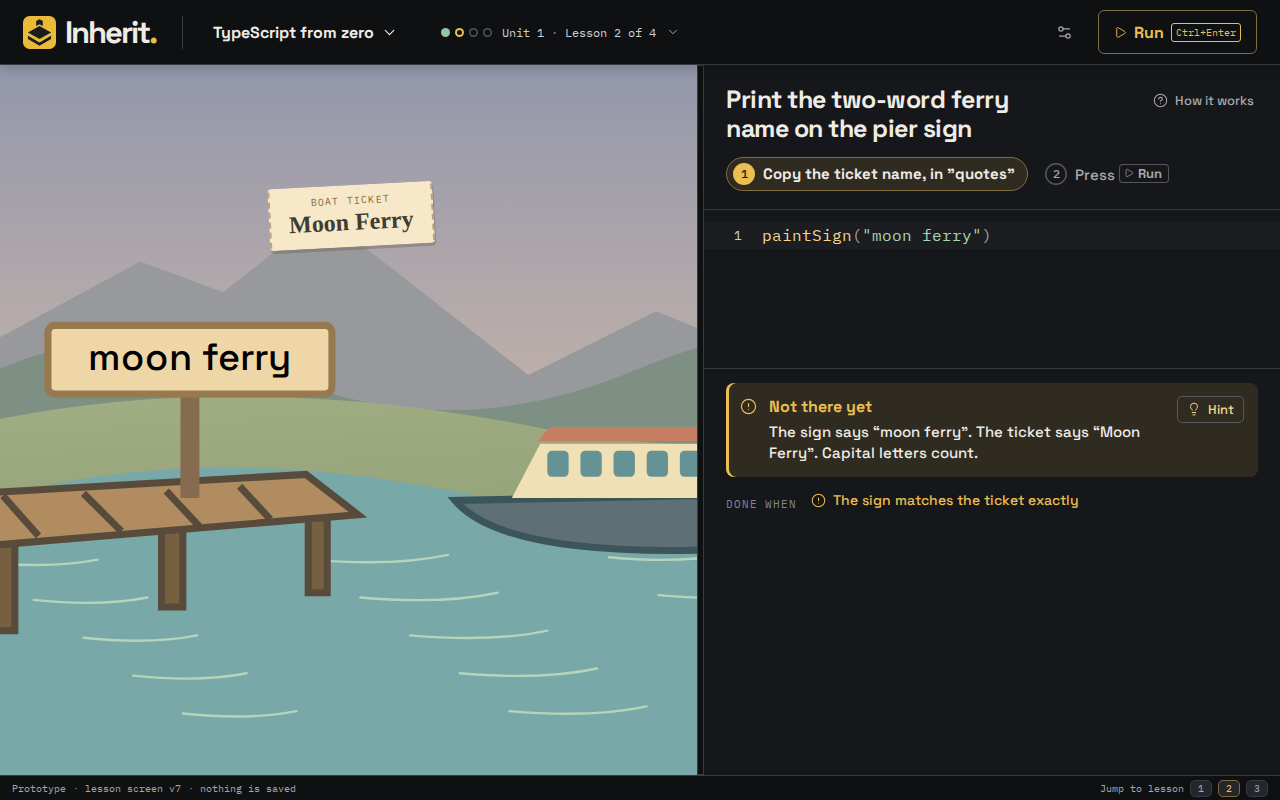 Inherit.
TypeScript from zero
Unit 1 · Lesson 2 of 4
Run Ctrl+Enter
BOAT TICKET
Moon Ferry
moon ferry
Print the two-word ferry
name on the pier sign
How it works
1 Copy the ticket name, in ”quotes”
2 Press Run
1 paintSign("moon ferry")
Not there yet
Hint
The sign says “moon ferry”. The ticket says “Moon
Ferry”. Capital letters count.
DONE WHEN The sign matches the ticket exactly
Prototype · lesson screen v7 · nothing is saved
Jump to lesson 1 2 3